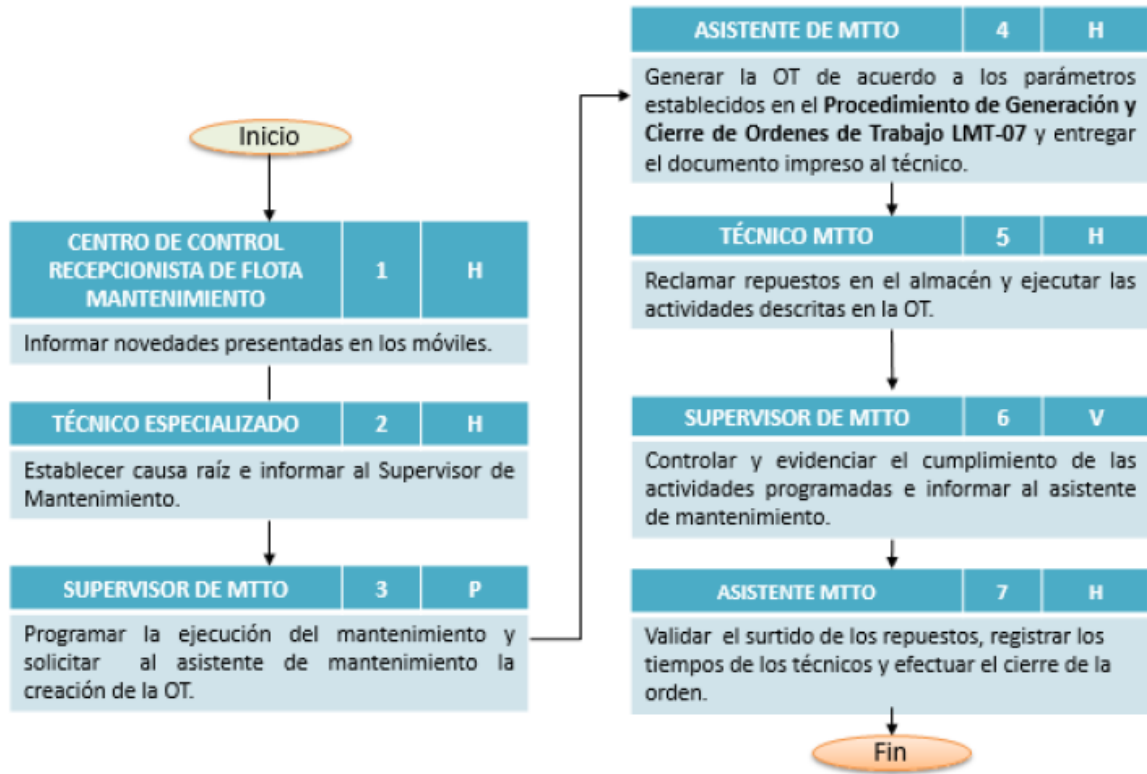 Inicio
CENTRO DE CONTROL
RECEPCIONISTA DE FLOTA
MANTENIMIENTO
1
H
Informar novedades presentadas en los móviles.
TÉCNICO ESPECIALIZADO
2
H
Establecer causa raíz e informar al Supervisor de
Mantenimiento.
SUPERVISOR DE MTTO
3
P
Programar la ejecución del mantenimiento y
solicitar al asistente de mantenimiento la
creación de la OT.
ASISTENTE DE MTTO
4
H
Generar la OT de acuerdo a los parámetros
establecidos en el Procedimiento de Generación y
Cierre de Ordenes de Trabajo LMT-07 y entregar
el documento impreso al técnico.
TÉCNICO MTTO
5
H
Reclamar repuestos en el almacén y ejecutar las
actividades descritas en la OT.
SUPERVISOR DE MTTO
6
V
Controlar y evidenciar el cumplimiento de las
actividades programadas e informar al asistente
de mantenimiento.
ASISTENTE MTTO
7
H
Validar el surtido de los repuestos, registrar los
tiempos de los técnicos y efectuar el cierre de la
orden.
Fin